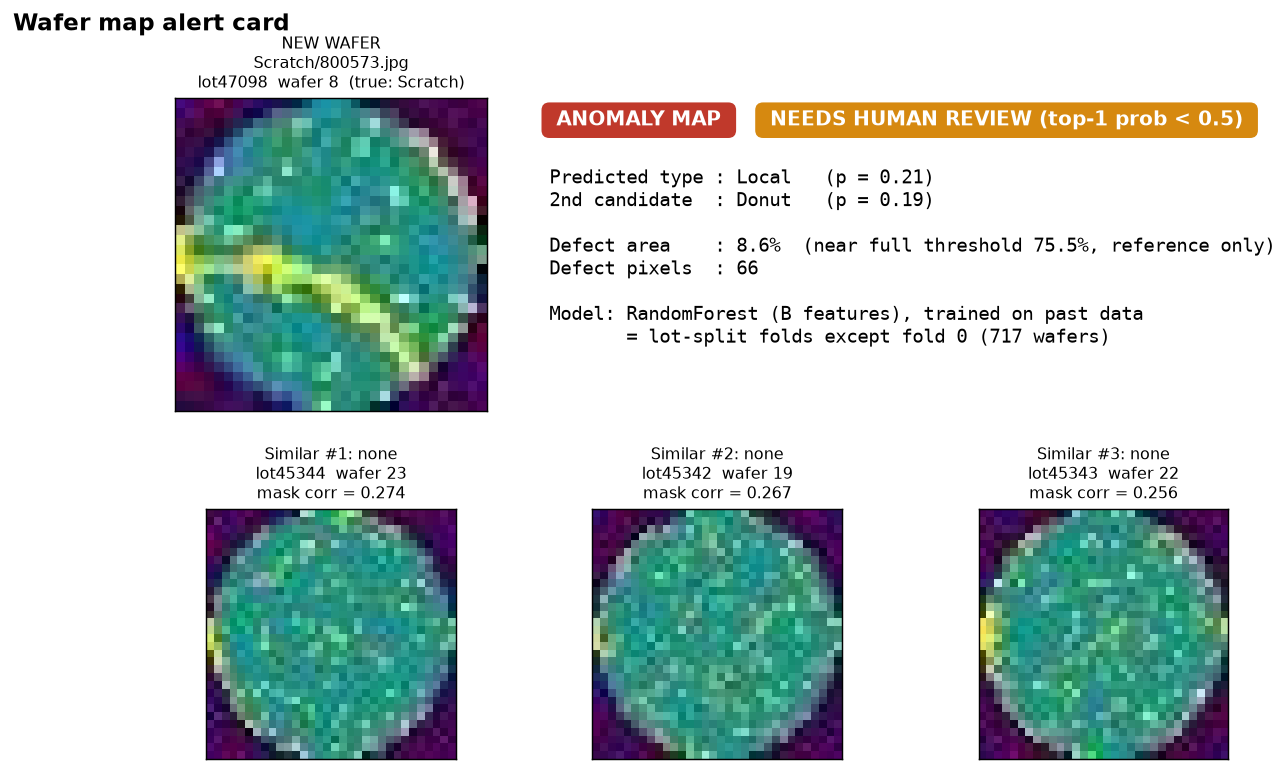 Wafer map alert card
NEW WAFER
Scratch/800573.jpg
lot47098  wafer 8  (true: Scratch)
ANOMALY MAP
NEEDS HUMAN REVIEW (top-1 prob < 0.5)
Predicted type : Local   (p = 0.21)
2nd candidate  : Donut   (p = 0.19)
Defect area    : 8.6%  (near full threshold 75.5%, reference only)
Defect pixels  : 66
Model: RandomForest (B features), trained on past data
= lot-split folds except fold 0 (717 wafers)
Similar #1: none
lot45344  wafer 23
mask corr = 0.274
Similar #2: none
lot45342  wafer 19
mask corr = 0.267
Similar #3: none
lot45343  wafer 22
mask corr = 0.256